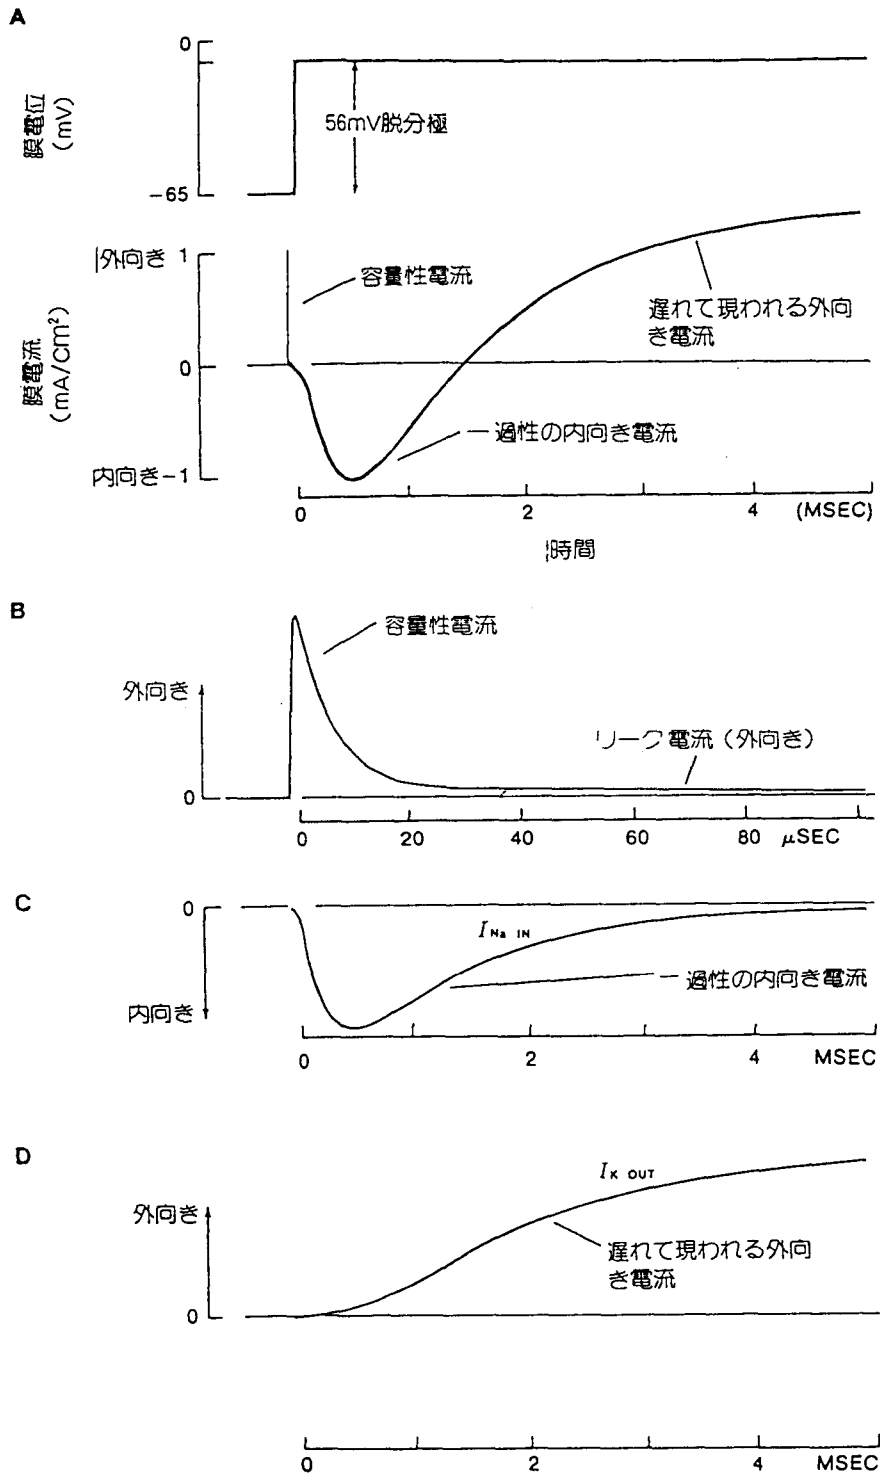 A
0
膜電位
(mV)
56mV脱分極
-65
外向き 1
容量性電流
遅れて現われる外向
き電流
膜電流
(mA/Cm²)
0
一過性の内向き電流
内向き-1
0 2 4 (MSEC)
時間
B
容量性電流
外向き
リーク電流(外向き)
0
0 20 40 60 80 μSEC
C
0
I Na IN
一過性の内向き電流
内向き
0 2 4 MSEC
D
I K OUT
外向き
遅れて現われる外向
き電流
0
0 2 4 MSEC